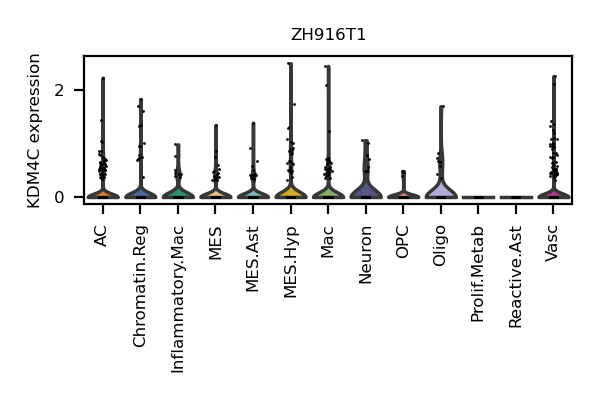 ZH916T1
KDM4C expression
2
0
AC
Chromatin.Reg
Inflammatory.Mac
MES
MES.Ast
MES.Hyp
Mac
Neuron
OPC
Oligo
Prolif.Metab
Reactive.Ast
Vasc